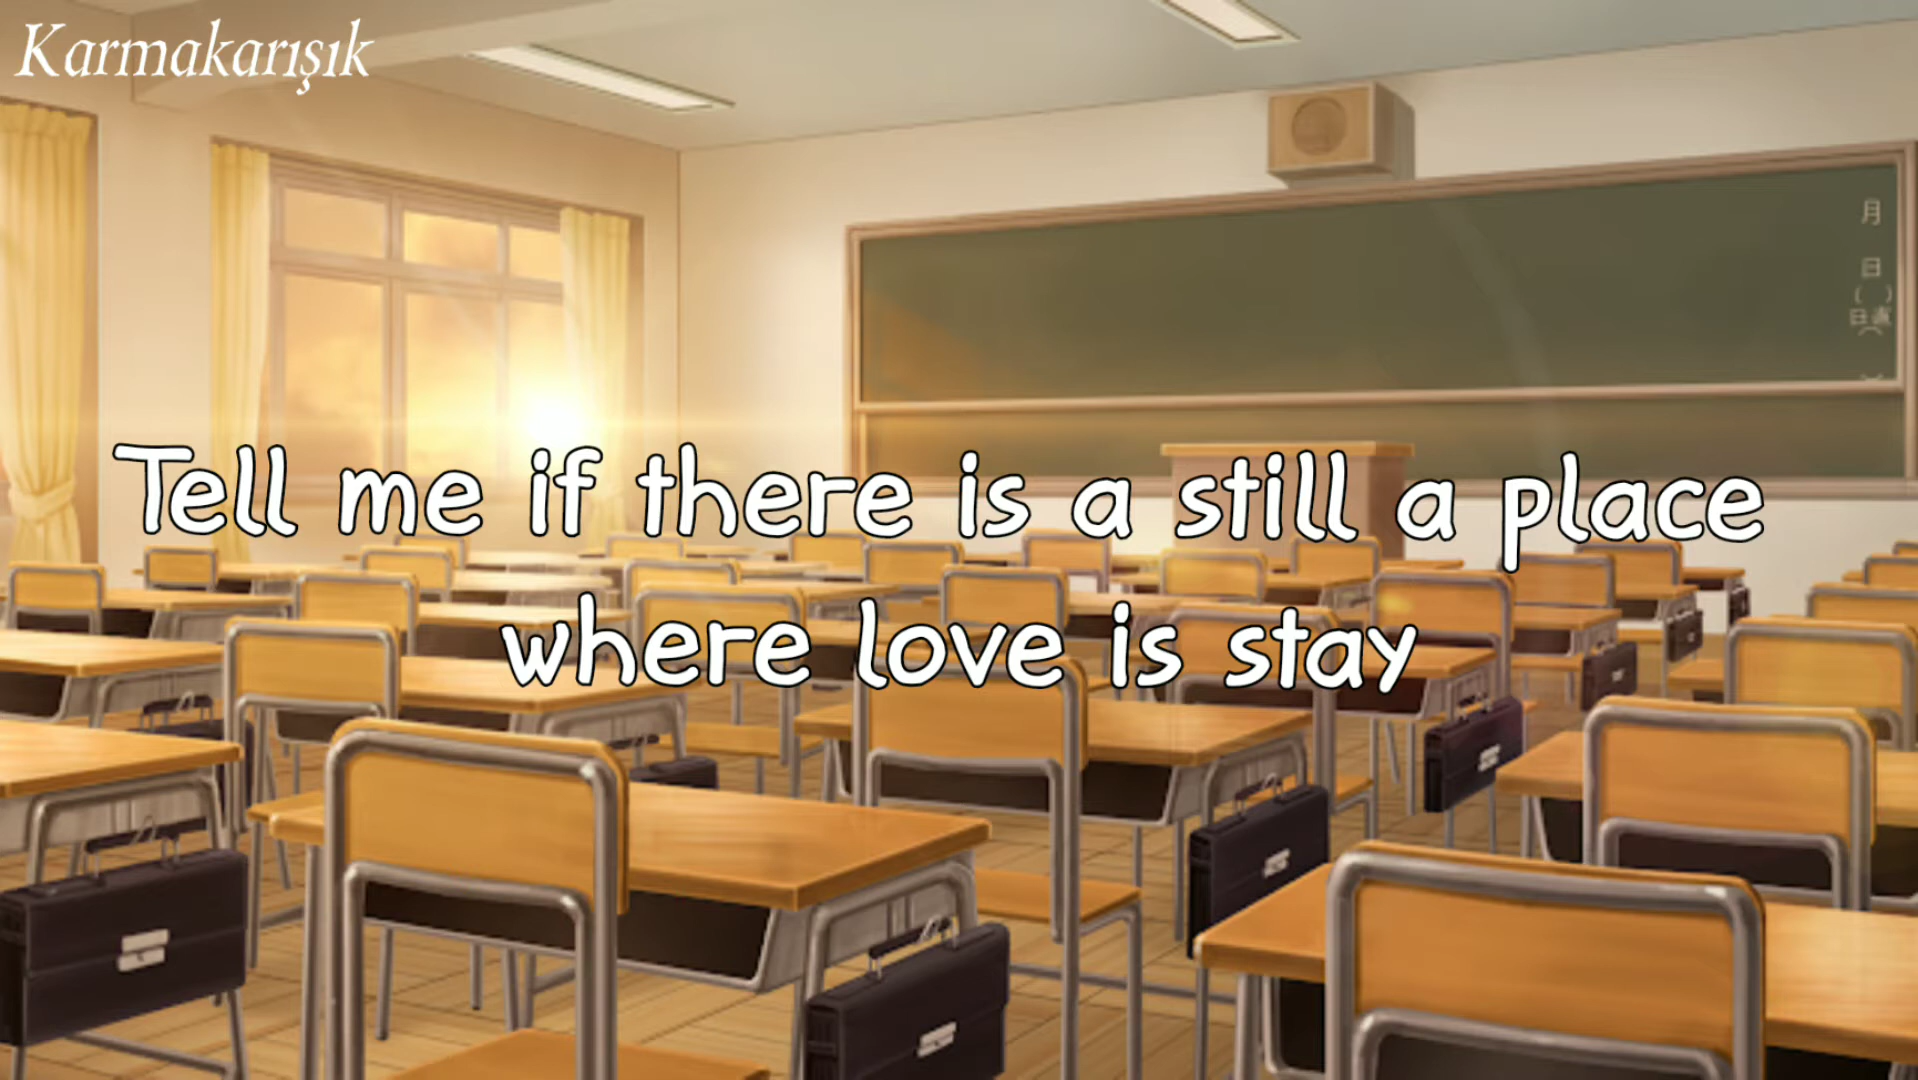 Karmakarışık
月
日
( )
日直
Tell me if there is a still a place
where love is stay